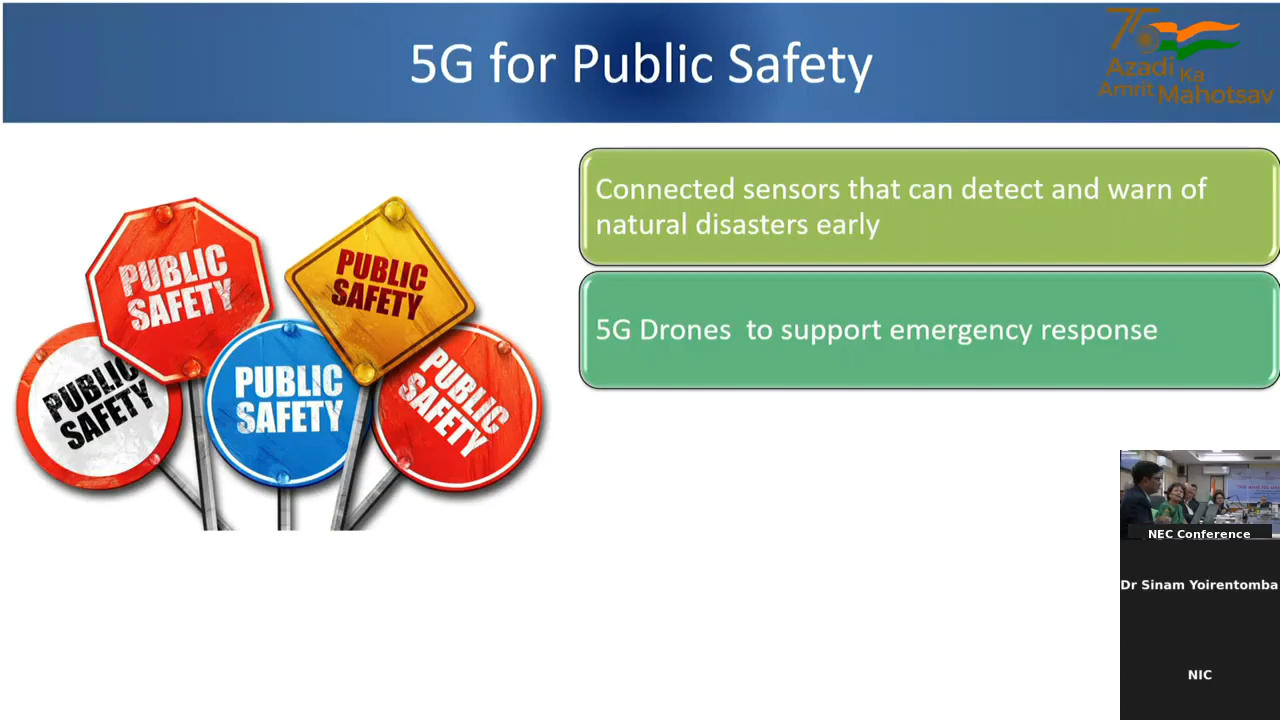 5G for Public Safety
75
Azadi
Ka
Amrit
Mahotsav
Connected sensors that can detect and warn of
natural disasters early
5G Drones to support emergency response
PUBLIC
SAFETY
PUBLIC
SAFETY
PUBLIC
SAFETY
PUBLIC
SAFETY
PUBLIC
SAFETY
NEC Conference
Dr Sinam Yoirentomba
NIC